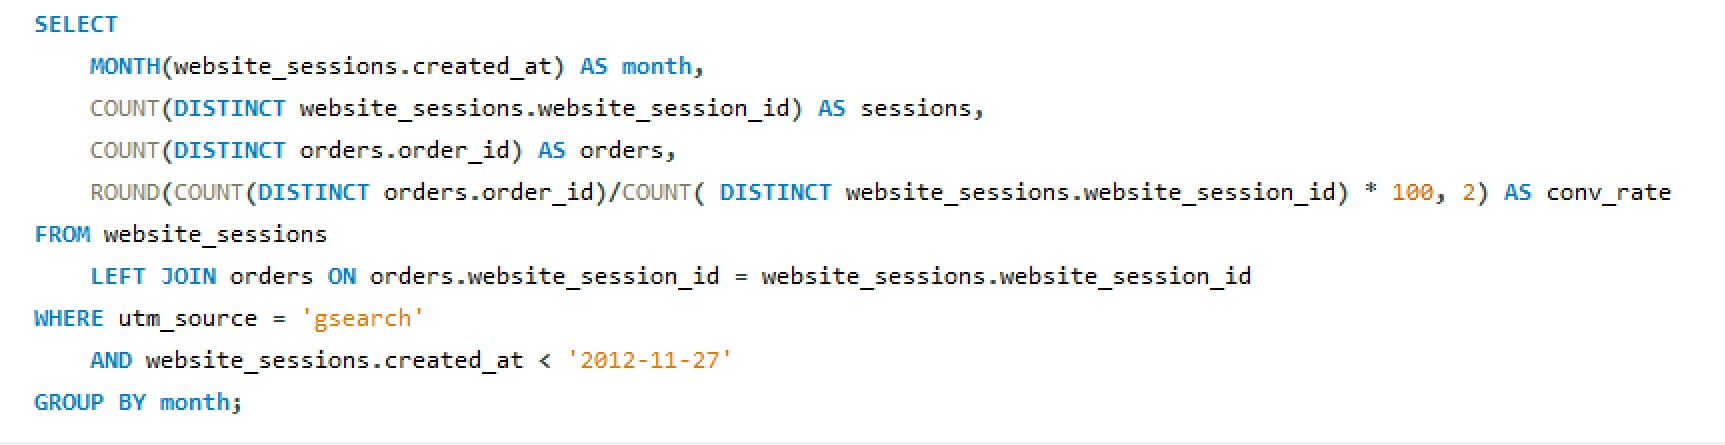 SELECT
MONTH(website_sessions.created_at) AS month,
COUNT(DISTINCT website_sessions.website_session_id) AS sessions,
COUNT(DISTINCT orders.order_id) AS orders,
ROUND(COUNT(DISTINCT orders.order_id)/COUNT( DISTINCT website_sessions.website_session_id) * 100, 2) AS conv_rate
FROM website_sessions
LEFT JOIN orders ON orders.website_session_id = website_sessions.website_session_id
WHERE utm_source = 'gsearch'
AND website_sessions.created_at < '2012-11-27'
GROUP BY month;